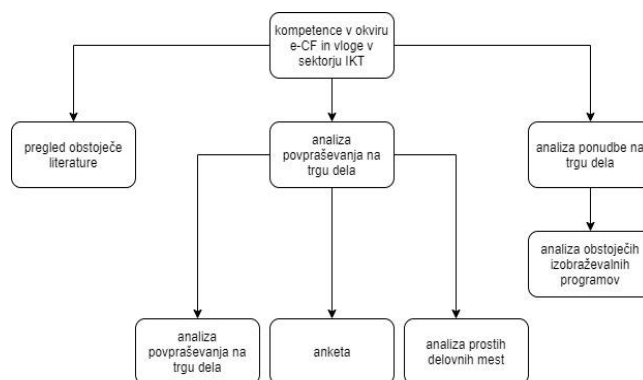 kompetence v okviru
e-CF in vloge v
sektorju IKT
pregled obstoječe
literature
analiza
povpraševanja na
trgu dela
analiza ponudbe na
trgu dela
analiza obstoječih
izobraževalnih
programov
analiza
povpraševanja na
trgu dela
anketa
analiza prostih
delovnih mest